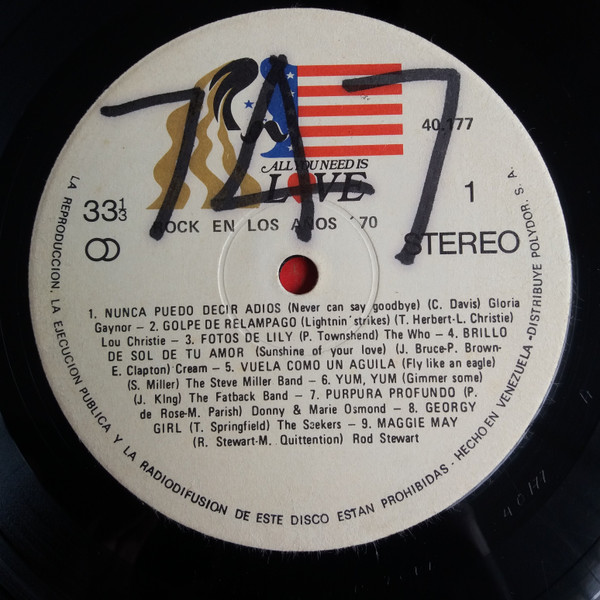 747
40.177
ALL YOU NEED IS
LOVE
33⅓
1
ROCK EN LOS AÑOS ´70
STEREO
1. NUNCA PUEDO DECIR ADIOS (Never can say goodbye) (C. Davis) Gloria
Gaynor – 2. GOLPE DE RELAMPAGO (Lightnin´strikes) (T. Herbert-L. Christie)
Lou Christie – 3. FOTOS DE LILY (P. Townshend) The Who – 4. BRILLO
DE SOL DE TU AMOR (Sunshine of your love) (J. Bruce-P. Brown-
E. Clapton) Cream – 5. VUELA COMO UN AGUILA (Fly like an eagle)
(S. Miller) The Steve Miller Band – 6. YUM, YUM (Gimmer some)
(J. King) The Fatback Band – 7. PURPURA PROFUNDO (P.
de Rose-M. Parish) Donny & Marie Osmond – 8. GEORGY
GIRL (T. Springfield) The Seekers – 9. MAGGIE MAY
(R. Stewart-M. Quittention) Rod Stewart
LA REPRODUCCION, LA EJECUCION PUBLICA Y LA RADIODIFUSION DE ESTE DISCO ESTAN PROHIBIDAS - HECHO EN VENEZUELA - DISTRIBUYE POLYDOR, S. A.
40177